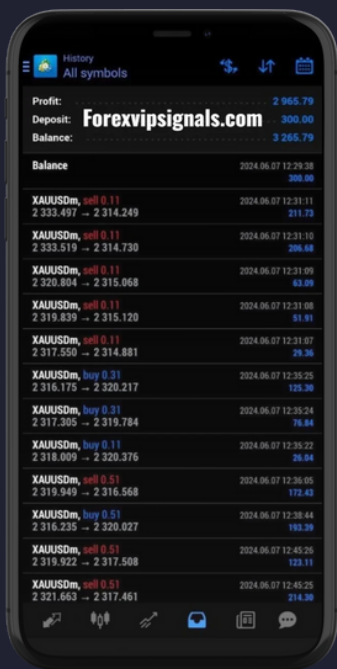 History
All symbols
Profit: 2 965.79
Deposit: 300.00
Forexvipsignals.com
Balance: 3 265.79
Balance 2024.06.07 12:29:38
300.00
XAUUSDm, sell 0.11 2024.06.07 12:31:11
2 333.497 → 2 314.249 211.73
XAUUSDm, sell 0.11 2024.06.07 12:31:10
2 333.519 → 2 314.730 206.68
XAUUSDm, sell 0.11 2024.06.07 12:31:09
2 320.804 → 2 315.068 63.09
XAUUSDm, sell 0.11 2024.06.07 12:31:08
2 319.839 → 2 315.120 51.91
XAUUSDm, sell 0.11 2024.06.07 12:31:07
2 317.550 → 2 314.881 29.36
XAUUSDm, buy 0.31 2024.06.07 12:35:25
2 316.175 → 2 320.217 125.30
XAUUSDm, buy 0.31 2024.06.07 12:35:24
2 317.305 → 2 319.784 76.84
XAUUSDm, buy 0.11 2024.06.07 12:35:22
2 318.009 → 2 320.376 26.04
XAUUSDm, sell 0.51 2024.06.07 12:36:05
2 319.949 → 2 316.568 172.43
XAUUSDm, buy 0.51 2024.06.07 12:38:44
2 316.235 → 2 320.027 193.39
XAUUSDm, sell 0.51 2024.06.07 12:45:26
2 319.922 → 2 317.508 123.11
XAUUSDm, sell 0.51 2024.06.07 12:45:25
2 321.663 → 2 317.461 214.30